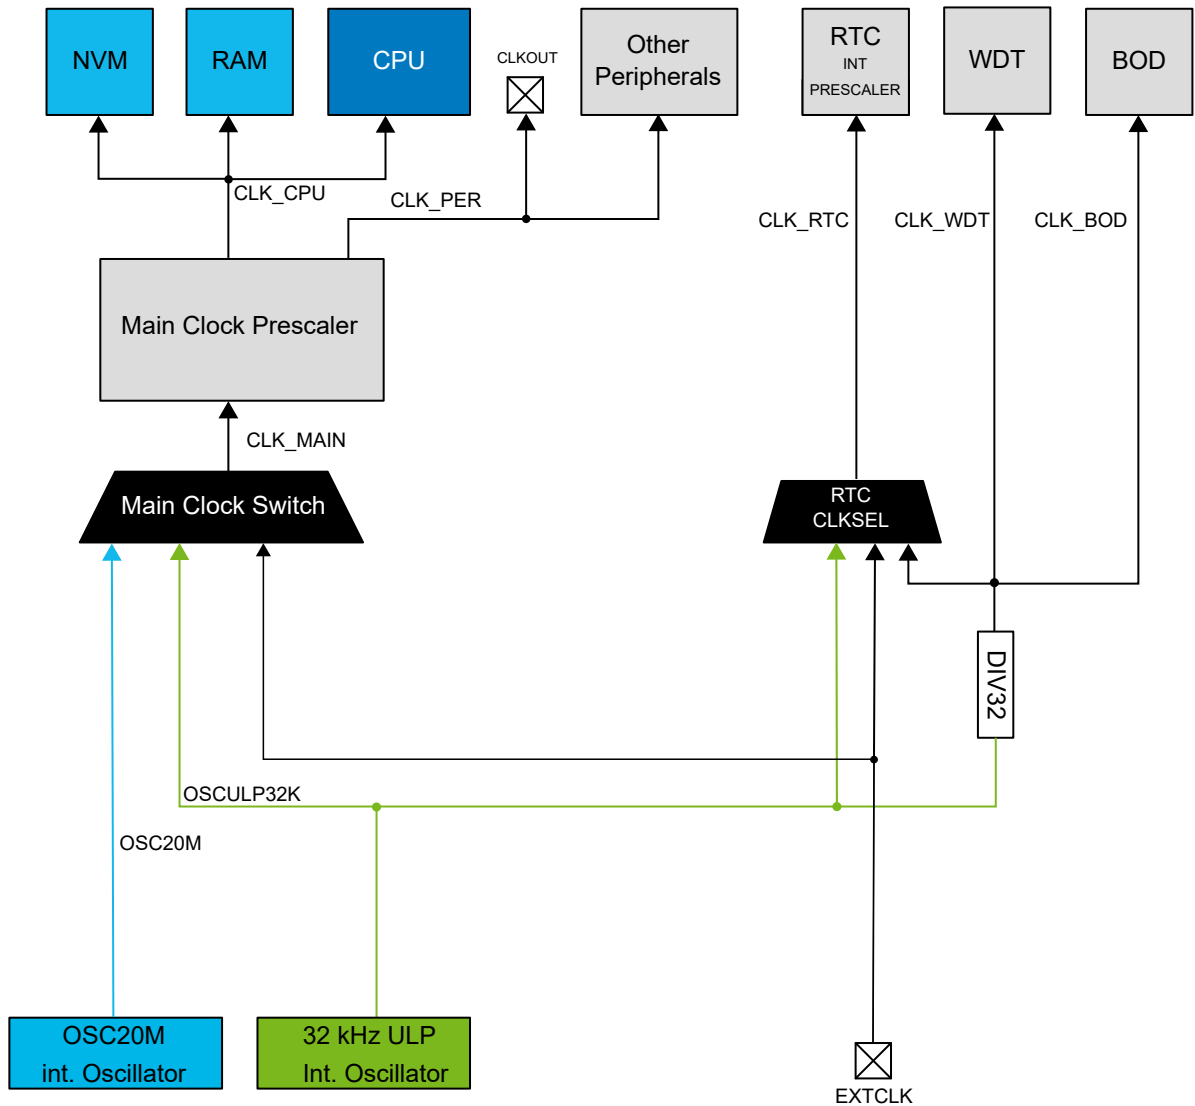 NVM
RAM
CPU
CLKOUT
Other
Peripherals
RTC
INT
PRESCALER
WDT
BOD
CLK_CPU
CLK_PER
CLK_RTC
CLK_WDT
CLK_BOD
Main Clock Prescaler
CLK_MAIN
Main Clock Switch
RTC
CLKSEL
DIV32
OSCULP32K
OSC20M
OSC20M
int. Oscillator
32 kHz ULP
Int. Oscillator
EXTCLK